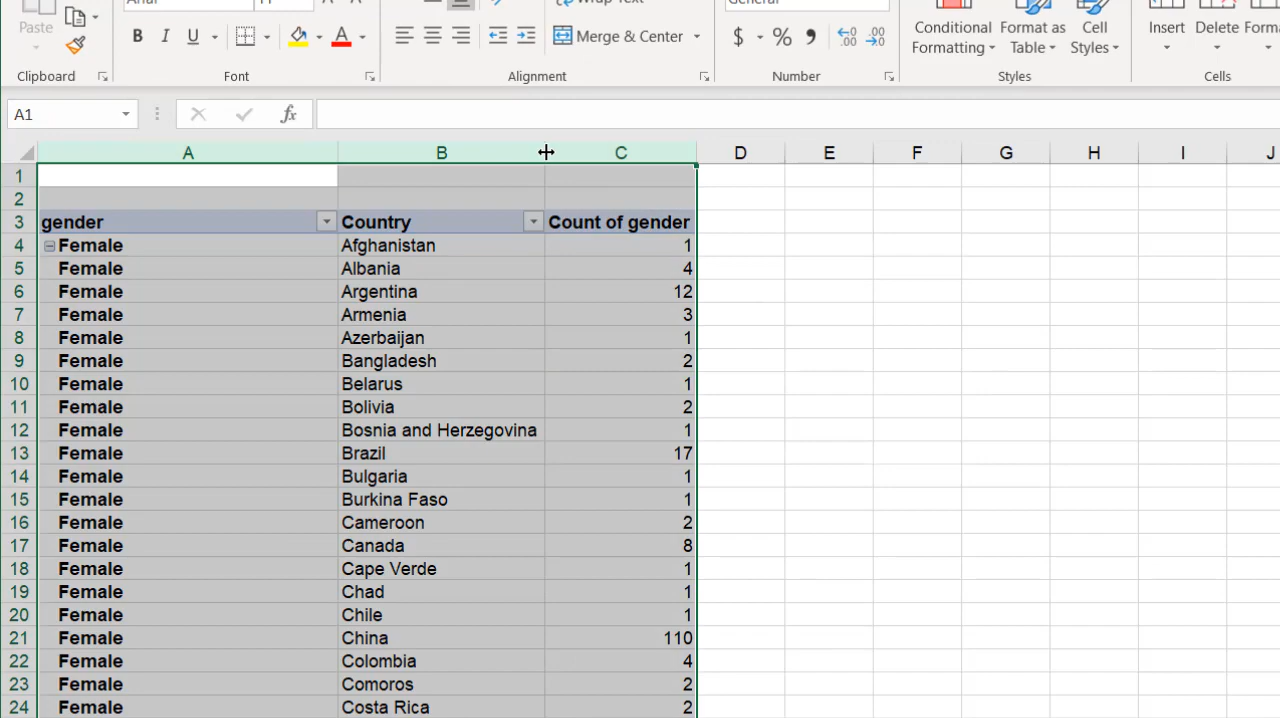 Arial
Wrap Text
General
Paste
B I U
Merge & Center
$ % 9
.00
.00
Conditional Formatting
Format as Table
Cell Styles
Insert
Delete
Clipboard
Font
Alignment
Number
Styles
Cells
A1
fx
A B C D E F G H I J
1
2
3 gender Country Count of gender
4 Female Afghanistan 1
5 Female Albania 4
6 Female Argentina 12
7 Female Armenia 3
8 Female Azerbaijan 1
9 Female Bangladesh 2
10 Female Belarus 1
11 Female Bolivia 2
12 Female Bosnia and Herzegovina 1
13 Female Brazil 17
14 Female Bulgaria 1
15 Female Burkina Faso 1
16 Female Cameroon 2
17 Female Canada 8
18 Female Cape Verde 1
19 Female Chad 1
20 Female Chile 1
21 Female China 110
22 Female Colombia 4
23 Female Comoros 2
24 Female Costa Rica 2